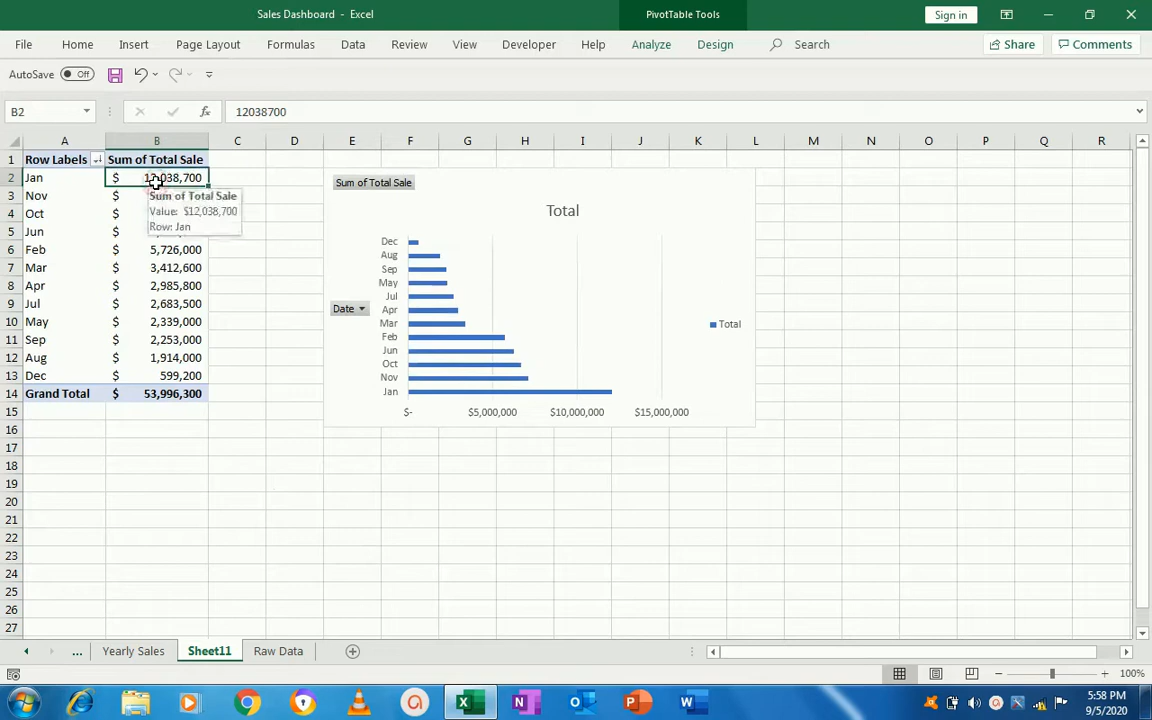 Sales Dashboard - Excel
PivotTable Tools
Sign in
File Home Insert Page Layout Formulas Data Review View Developer Help Analyze Design Search Share Comments
AutoSave Off
B2 fx 12038700
A B C D E F G H I J K L M N O P Q R
1 Row Labels Sum of Total Sale
2 Jan $ 12,038,700
3 Nov $
4 Oct $
5 Jun
6 Feb $ 5,726,000
7 Mar $ 3,412,600
8 Apr $ 2,985,800
9 Jul $ 2,683,500
10 May $ 2,339,000
11 Sep $ 2,253,000
12 Aug $ 1,914,000
13 Dec $ 599,200
14 Grand Total $ 53,996,300
15
16
17
18
19
20
21
22
23
24
25
26
27
Sum of Total Sale
Value: $12,038,700
Row: Jan
Sum of Total Sale
Total
Date
Dec
Aug
Sep
May
Jul
Apr
Mar
Feb
Jun
Oct
Nov
Jan
$- $5,000,000 $10,000,000 $15,000,000
Total
... Yearly Sales Sheet11 Raw Data
100%
5:58 PM
9/5/2020